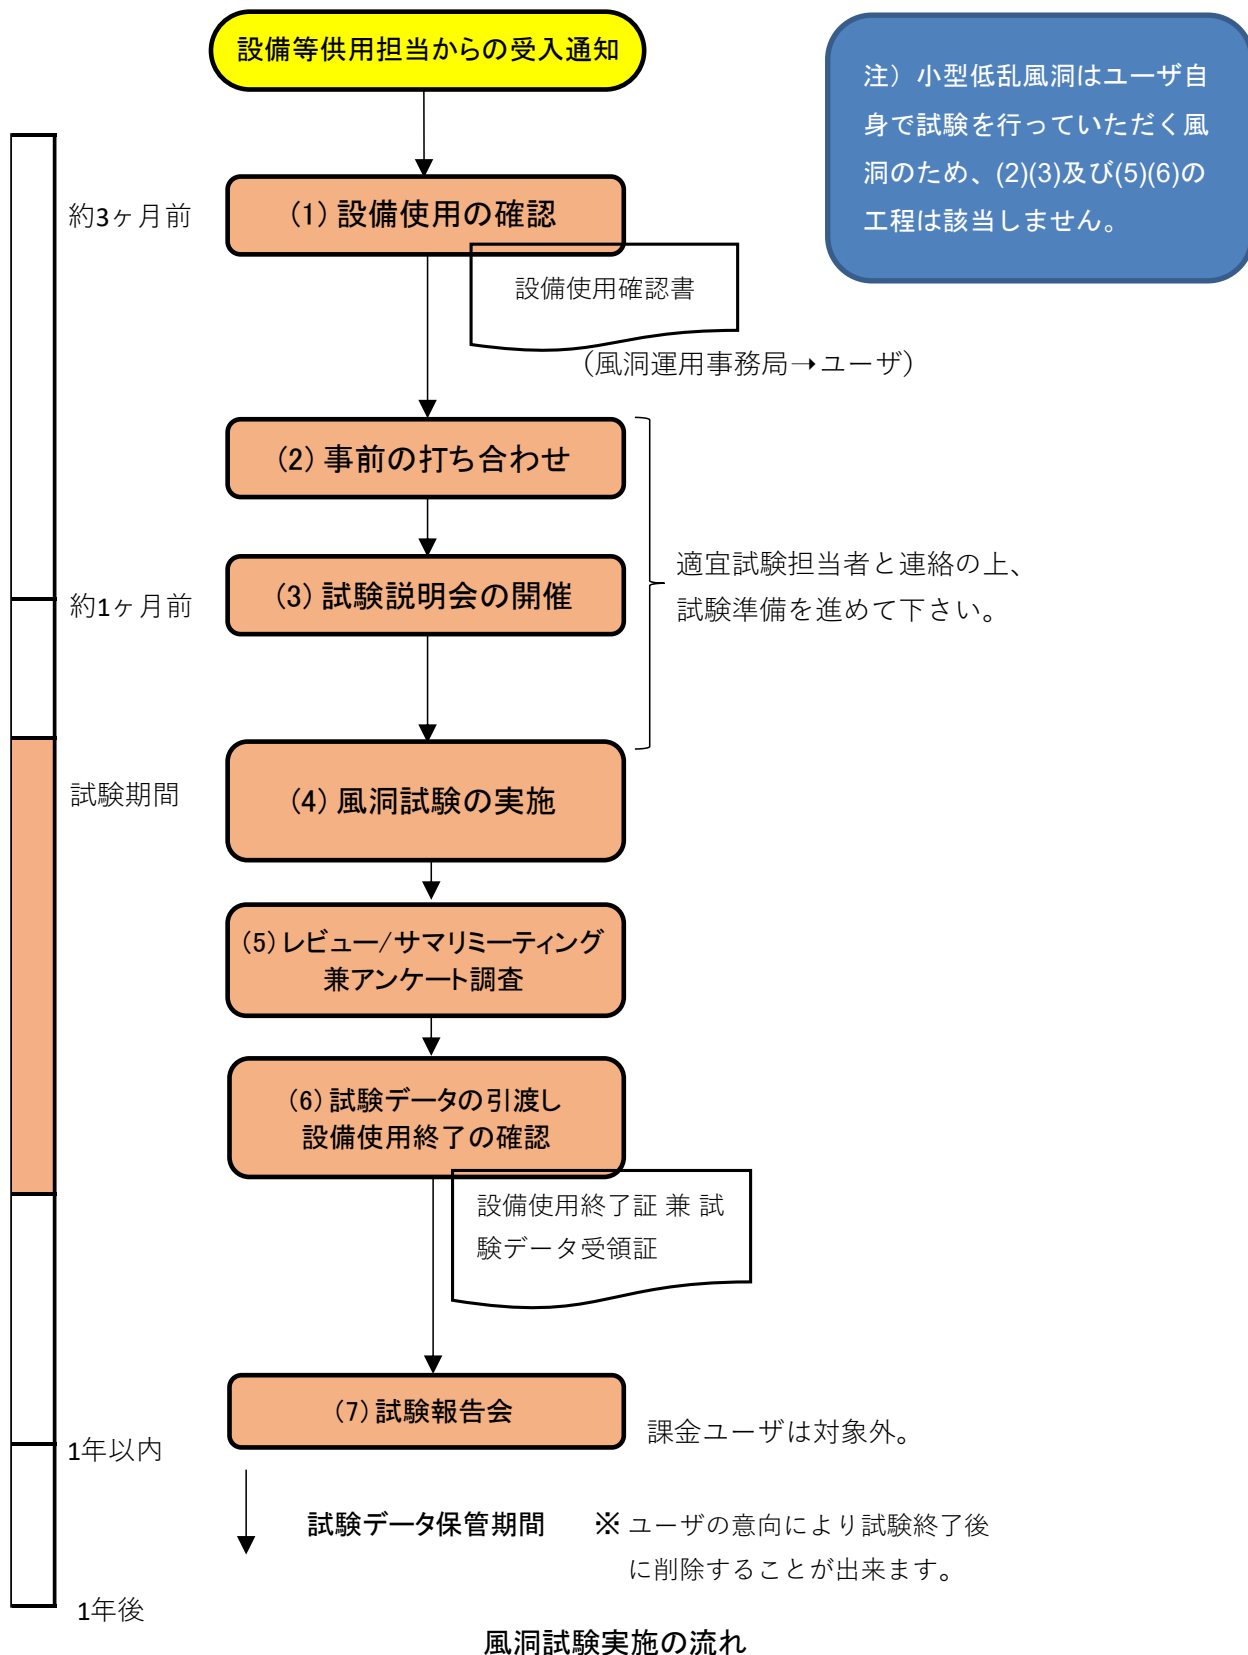 設備等供用担当からの受入通知
注）小型低乱風洞はユーザ自
身で試験を行っていただく風
洞のため、(2)(3)及び(5)(6)の
工程は該当しません。
約3ヶ月前
(1) 設備使用の確認
設備使用確認書
（風洞運用事務局→ユーザ）
(2) 事前の打ち合わせ
(3) 試験説明会の開催
約1ヶ月前
適宜試験担当者と連絡の上、
試験準備を進めて下さい。
試験期間
(4) 風洞試験の実施
(5) レビュー/サマリミーティング
兼アンケート調査
(6) 試験データの引渡し
設備使用終了の確認
設備使用終了証 兼 試
験データ受領証
(7) 試験報告会
課金ユーザは対象外。
1年以内
試験データ保管期間
※ ユーザの意向により試験終了後
に削除することが出来ます。
1年後
風洞試験実施の流れ